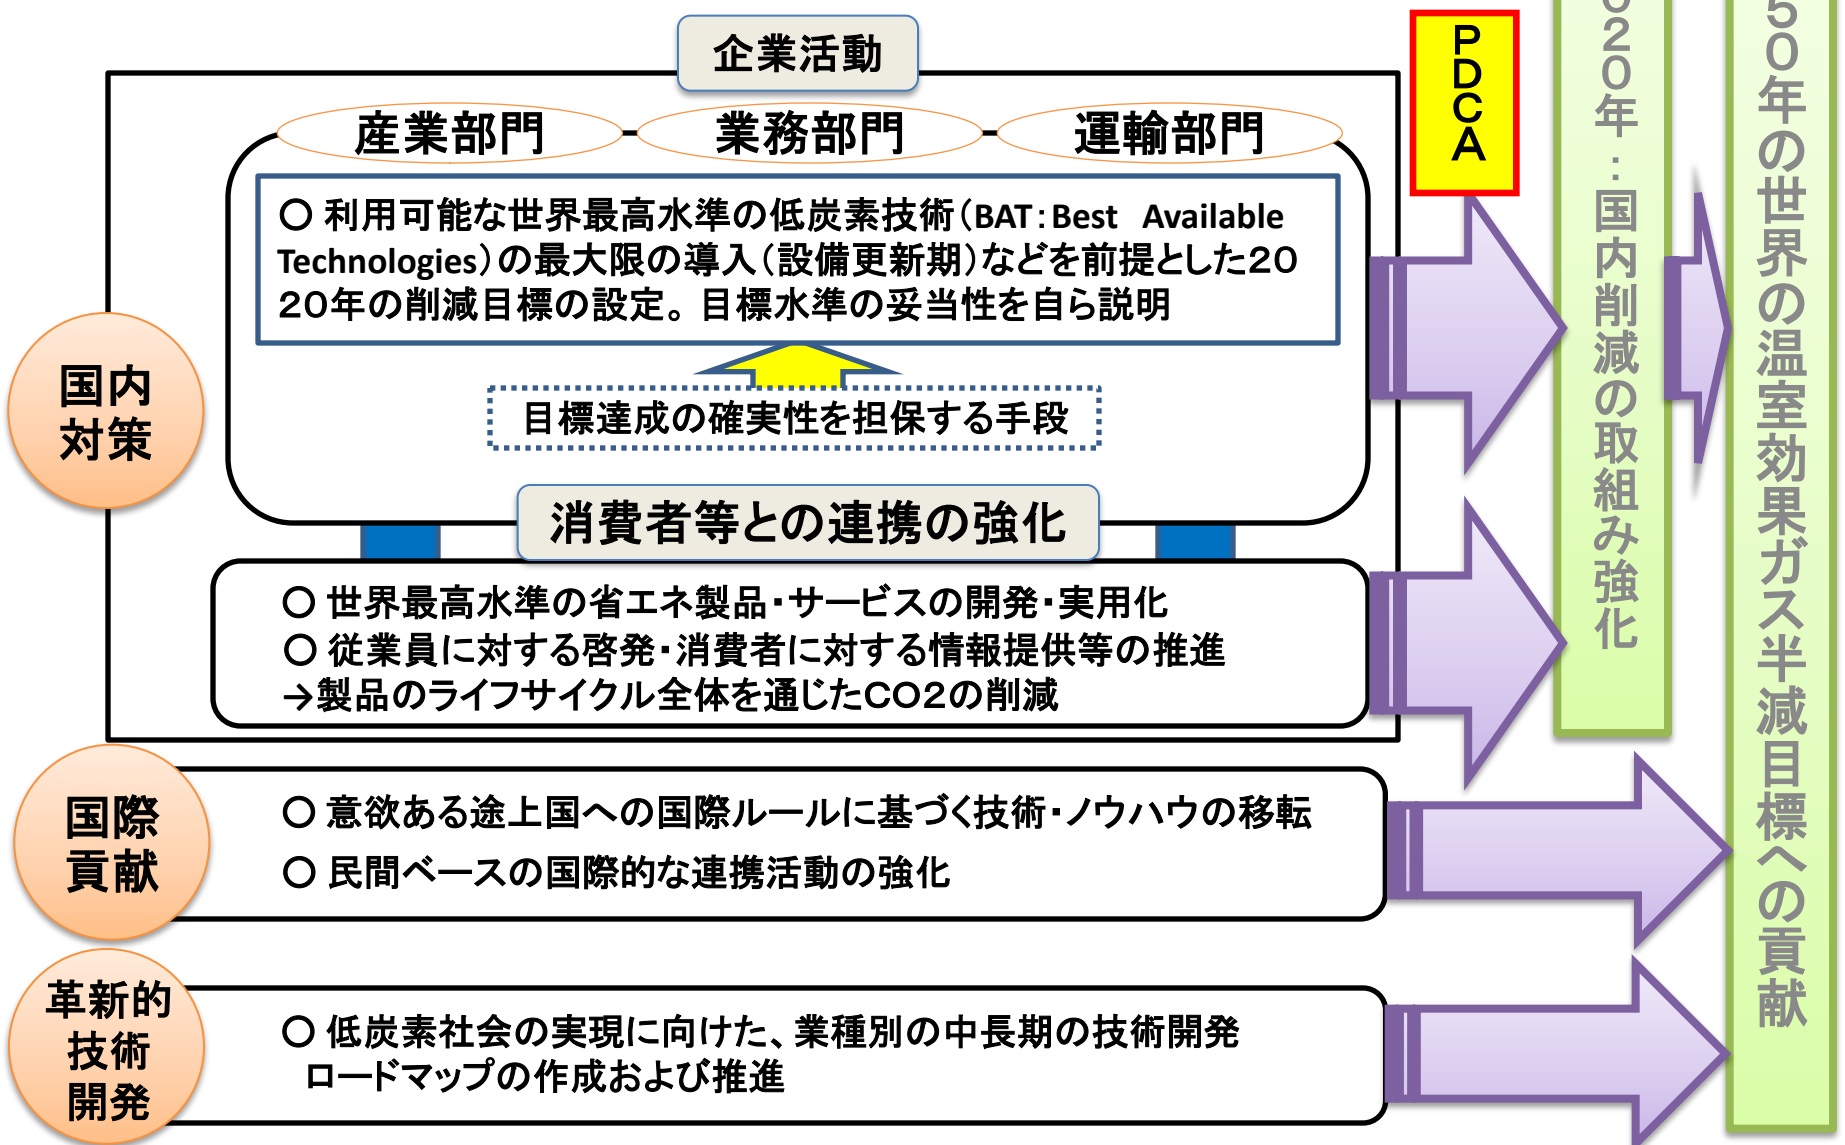 企業活動
産業部門
業務部門
運輸部門
○ 利用可能な世界最高水準の低炭素技術（BAT：Best Available
Technologies）の最大限の導入（設備更新期）などを前提とした２０
２０年の削減目標の設定。目標水準の妥当性を自ら説明
目標達成の確実性を担保する手段
国内
対策
消費者等との連携の強化
○ 世界最高水準の省エネ製品・サービスの開発・実用化
○ 従業員に対する啓発・消費者に対する情報提供等の推進
→製品のライフサイクル全体を通じたＣＯ２の削減
国際
貢献
○ 意欲ある途上国への国際ルールに基づく技術・ノウハウの移転
○ 民間ベースの国際的な連携活動の強化
革新的
技術
開発
○ 低炭素社会の実現に向けた、業種別の中長期の技術開発
ロードマップの作成および推進
ＰＤＣＡ
０２０年：国内削減の取組み強化
５０年の世界の温室効果ガス半減目標への貢献